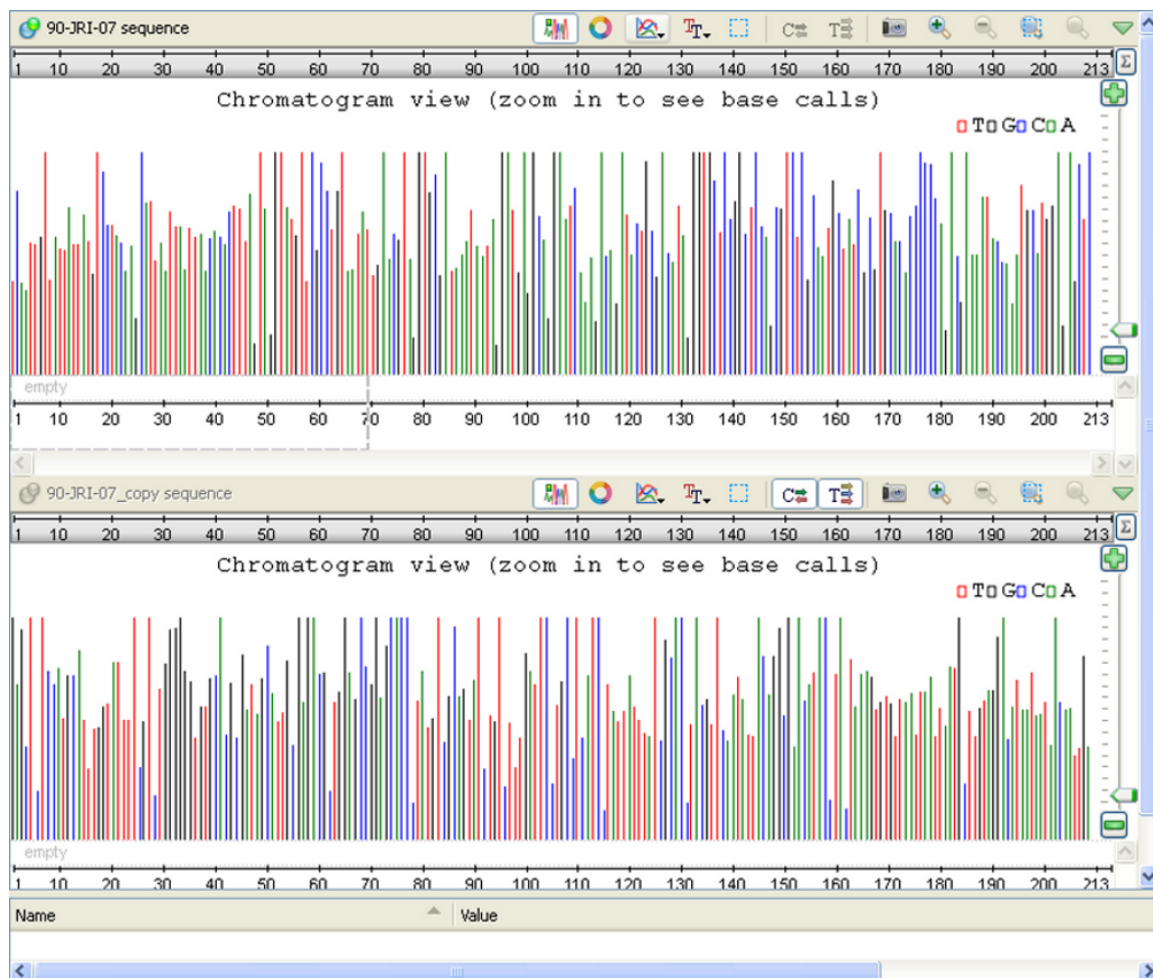 90-JRI-07 sequence
1 10 20 30 40 50 60 70 80 90 100 110 120 130 140 150 160 170 180 190 200 213
Chromatogram view (zoom in to see base calls)
T G C A
empty
1 10 20 30 40 50 60 70 80 90 100 110 120 130 140 150 160 170 180 190 200 213
90-JRI-07_copy sequence
1 10 20 30 40 50 60 70 80 90 100 110 120 130 140 150 160 170 180 190 200 213
Chromatogram view (zoom in to see base calls)
T G C A
empty
1 10 20 30 40 50 60 70 80 90 100 110 120 130 140 150 160 170 180 190 200 213
Name Value